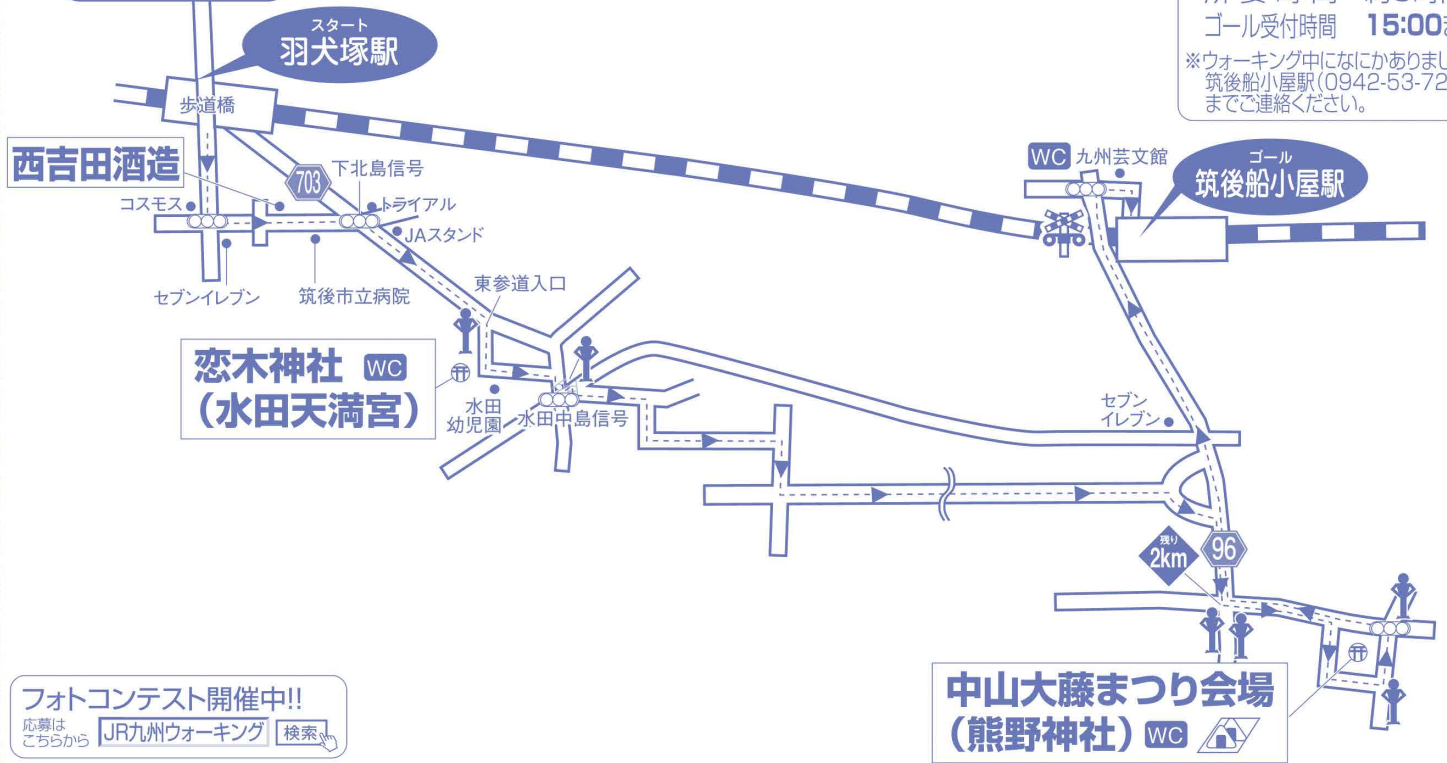 スタート
羽犬塚駅
ゴール受付時間 15:00
※ウォーキング中になにかありまし
筑後船小屋駅(0942-53-72
までご連絡ください。
歩道橋
西吉田酒造
703
下北島信号
コスモス
トライアル
JAスタンド
セブンイレブン
筑後市立病院
東参道入口
WC 九州芸文館
ゴール
筑後船小屋駅
恋木神社 WC
(水田天満宮)
水田
幼児園
水田中島信号
セブン
イレブン
残り
2km
96
中山大藤まつり会場
(熊野神社) WC
フォトコンテスト開催中!!
応募は
こちらから
JR九州ウォーキング 検索